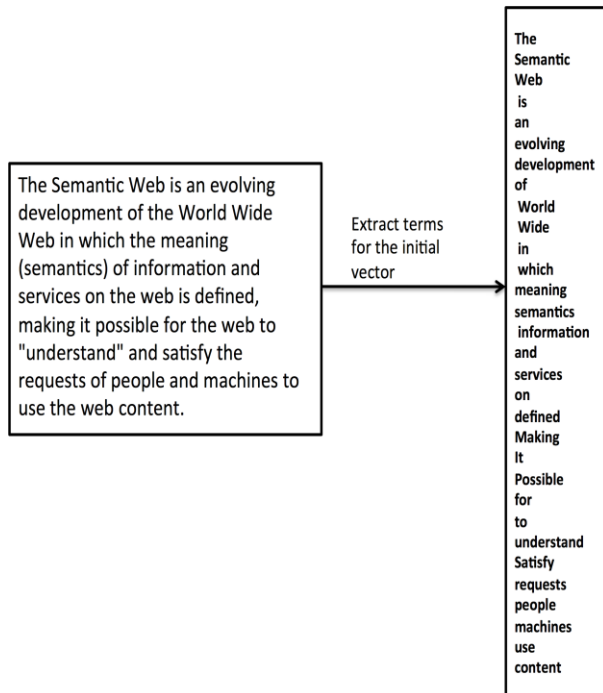 The Semantic Web is an evolving
development of the World Wide
Web in which the meaning
(semantics) of information and
services on the web is defined,
making it possible for the web to
"understand" and satisfy the
requests of people and machines to
use the web content.
Extract terms
for the initial
vector
The
Semantic
Web
is
an
evolving
development
of
World
Wide
in
which
meaning
semantics
information
and
services
on
defined
Making
It
Possible
for
to
understand
Satisfy
requests
people
machines
use
content